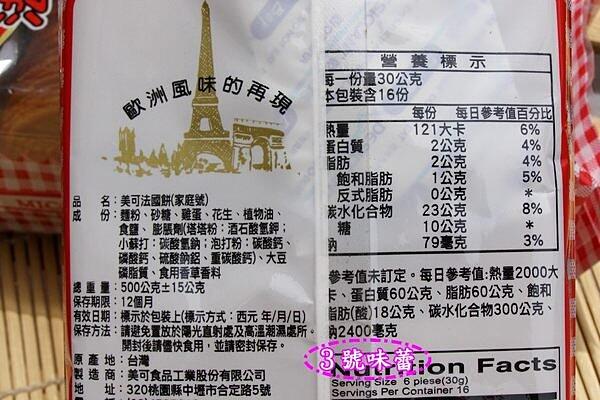 歐洲風味的再現
品　名：美可法國餅(家庭號)
成　份：麵粉、砂糖、雞蛋、花生、植物油、
食鹽、膨脹劑(塔塔粉：酒石酸氫鉀；
小蘇打：碳酸氫鈉；泡打粉：碳酸鈣、
磷酸鈣、硫酸鈉鋁、重碳酸鈣)、大豆
磷脂質、食用香草香料
總 重 量：500公克±15公克
保存期限：12個月
有效日期：標示於包裝上(標示方式：西元 年/月/日)
保存方法：請避免置放於陽光直射處及高溫潮濕處所。
開封後請儘快食用，並請密封保存。
原 產 地：台灣
製 造 商：美可食品工業股份有限公司
地　址：320桃園縣中壢市合定路5號
營 養 標 示
每一份量30公克
本包裝含16份
每份 每日參考值百分比
熱量 121大卡 6%
蛋白質 2公克 4%
脂肪 2公克 4%
飽和脂肪 1公克 5%
反式脂肪 0公克 *
碳水化合物 23公克 8%
糖 10公克 *
鈉 79毫克 3%
參考值未訂定。每日參考值:熱量2000大
卡、蛋白質60公克、脂肪60公克、飽和
脂肪(酸)18公克、碳水化合物300公克、
鈉2400毫克
3號味蕾
Nutrition Facts
Serving Size 6 piese(30g)
Servings Per Container 16